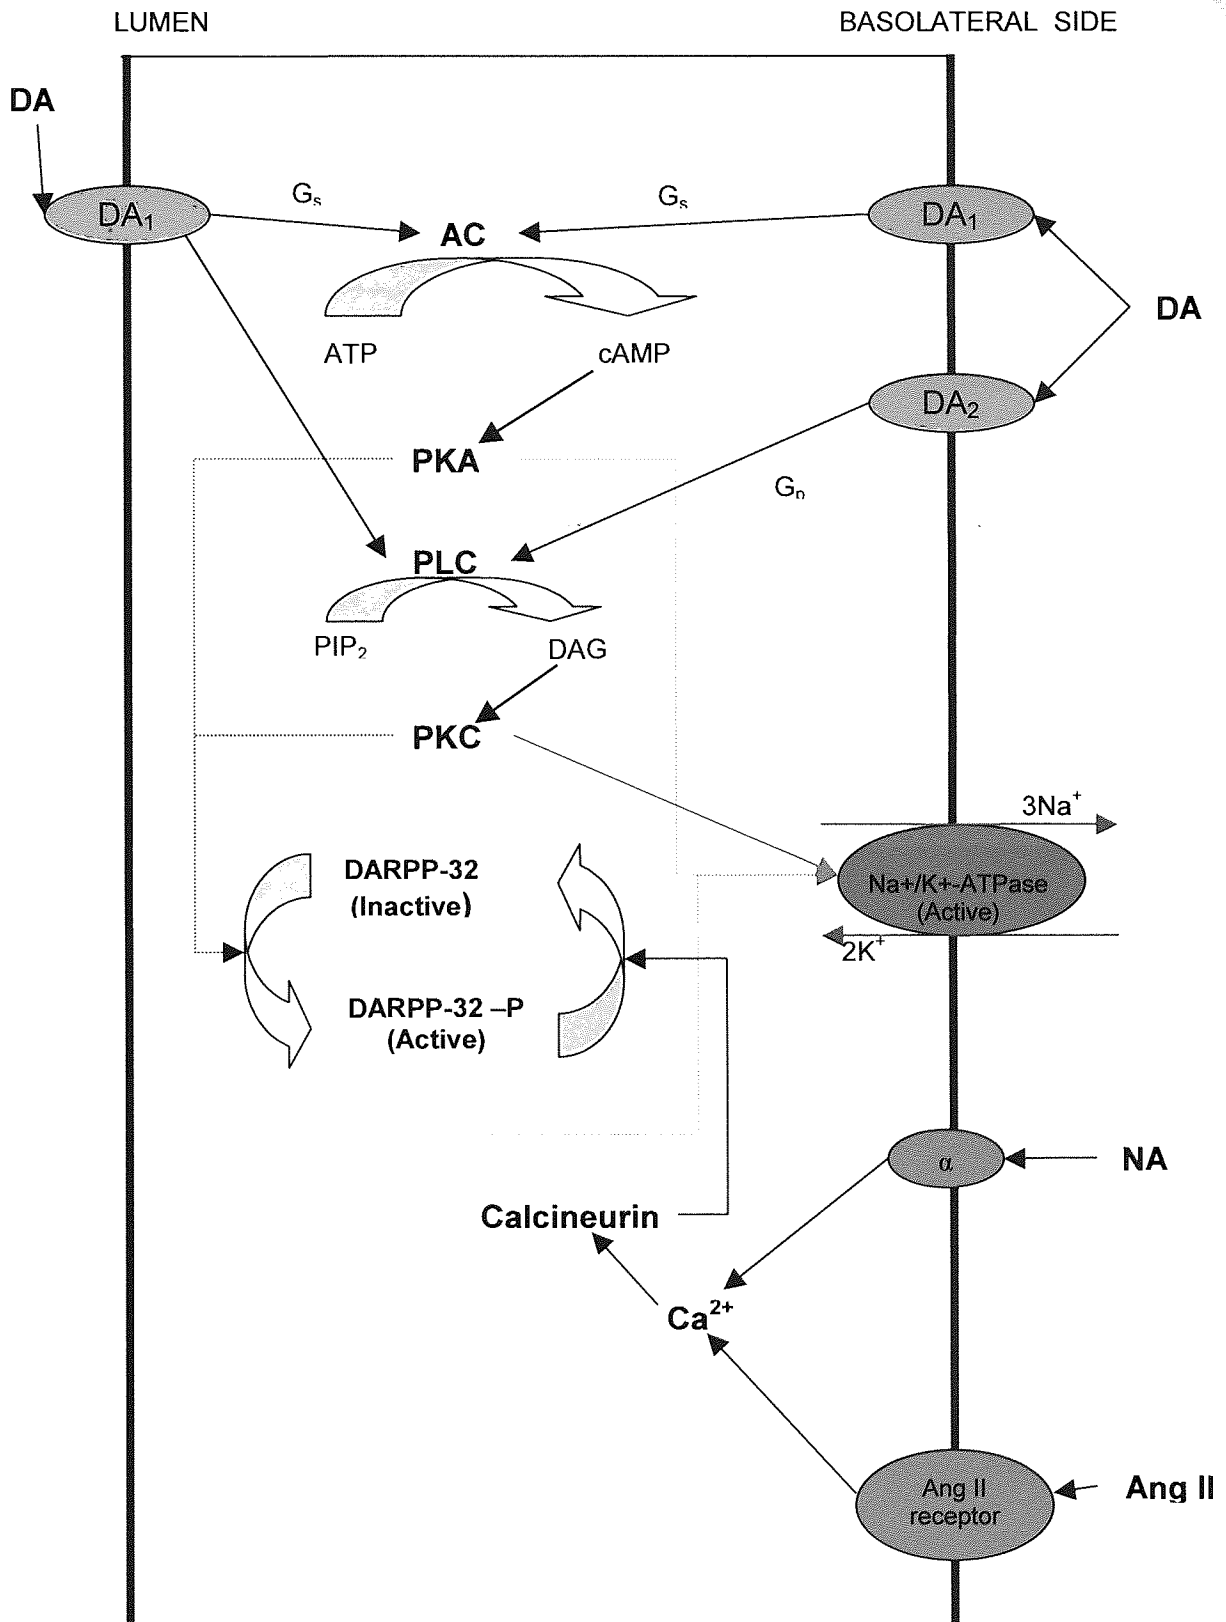 LUMEN
BASOLATERAL SIDE
DA
DA₁
Gₛ
AC
Gₛ
DA₁
DA
ATP
cAMP
DA₂
PKA
Gₚ
PLC
PIP₂
DAG
PKC
3Na⁺
DARPP-32
(Inactive)
Na+/K+-ATPase
(Active)
2K⁺
DARPP-32 –P
(Active)
α
NA
Calcineurin
Ca²⁺
Ang II
receptor
Ang II